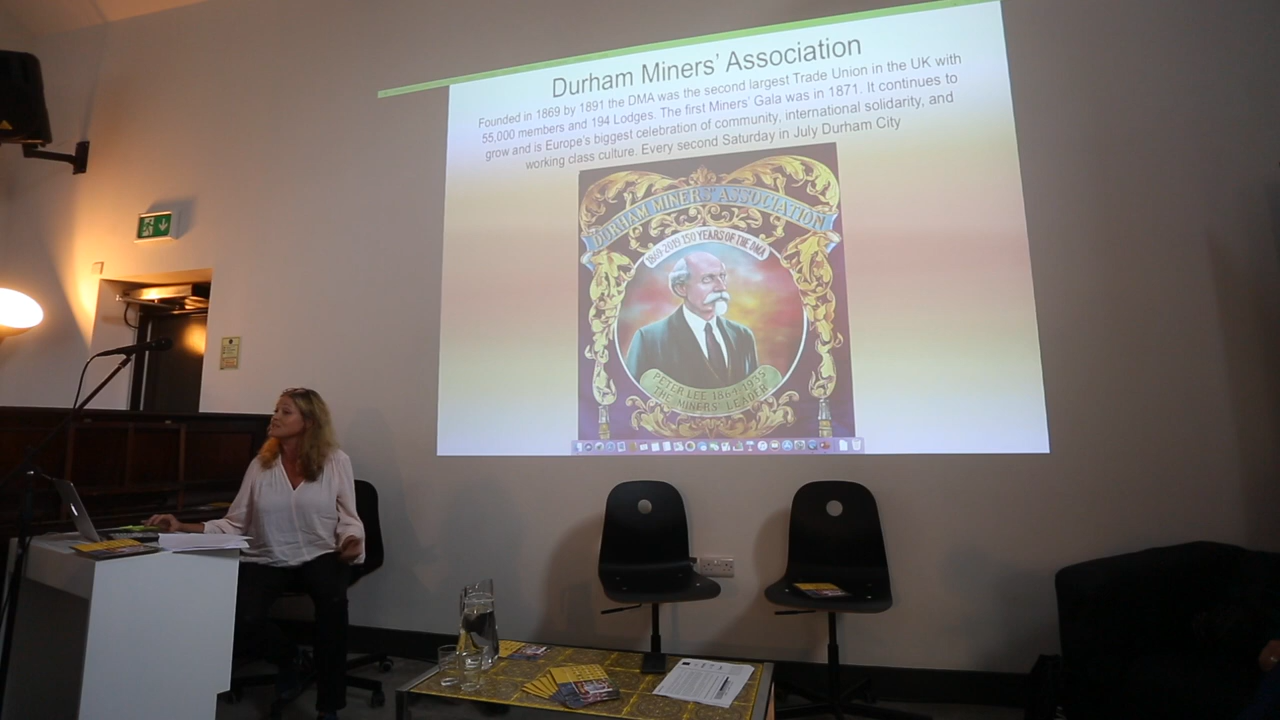 Durham Miners' Association
Founded in 1869 by 1891 the DMA was the second largest Trade Union in the UK with
55,000 members and 194 Lodges. The first Miners' Gala was in 1871. It continues to
grow and is Europe's biggest celebration of community, international solidarity, and
working class culture. Every second Saturday in July Durham City
DURHAM MINERS' ASSOCIATION
1869-2019 150 YEARS OF THE DMA
PETER LEE 1864-1935
THE MINERS' LEADER